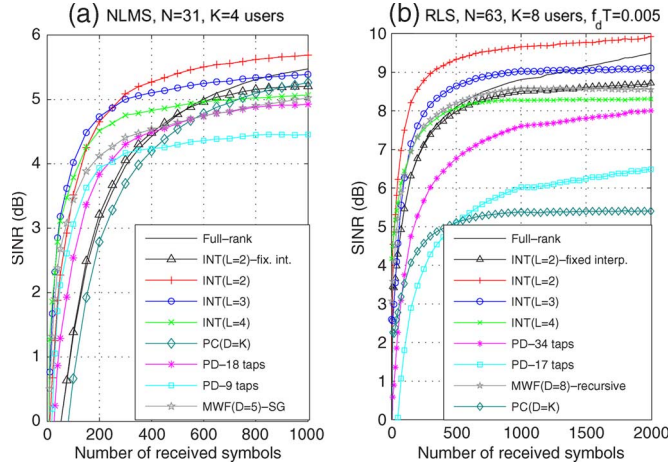 (a) NLMS, N=31, K=4 users
SINR (dB)
6
5
4
3
2
1
0
0
200
400
600
800
1000
Number of received symbols
Full–rank
INT(L=2)–fix. int.
INT(L=2)
INT(L=3)
INT(L=4)
PC(D=K)
PD–18 taps
PD–9 taps
MWF(D=5)–SG
(b) RLS, N=63, K=8 users, fdT=0.005
SINR (dB)
10
9
8
7
6
5
4
3
2
1
0
0
500
1000
1500
2000
Number of received symbols
Full–rank
INT(L=2)–fixed interp.
INT(L=2)
INT(L=3)
INT(L=4)
PD–34 taps
PD–17 taps
MWF(D=8)–recursive
PC(D=K)